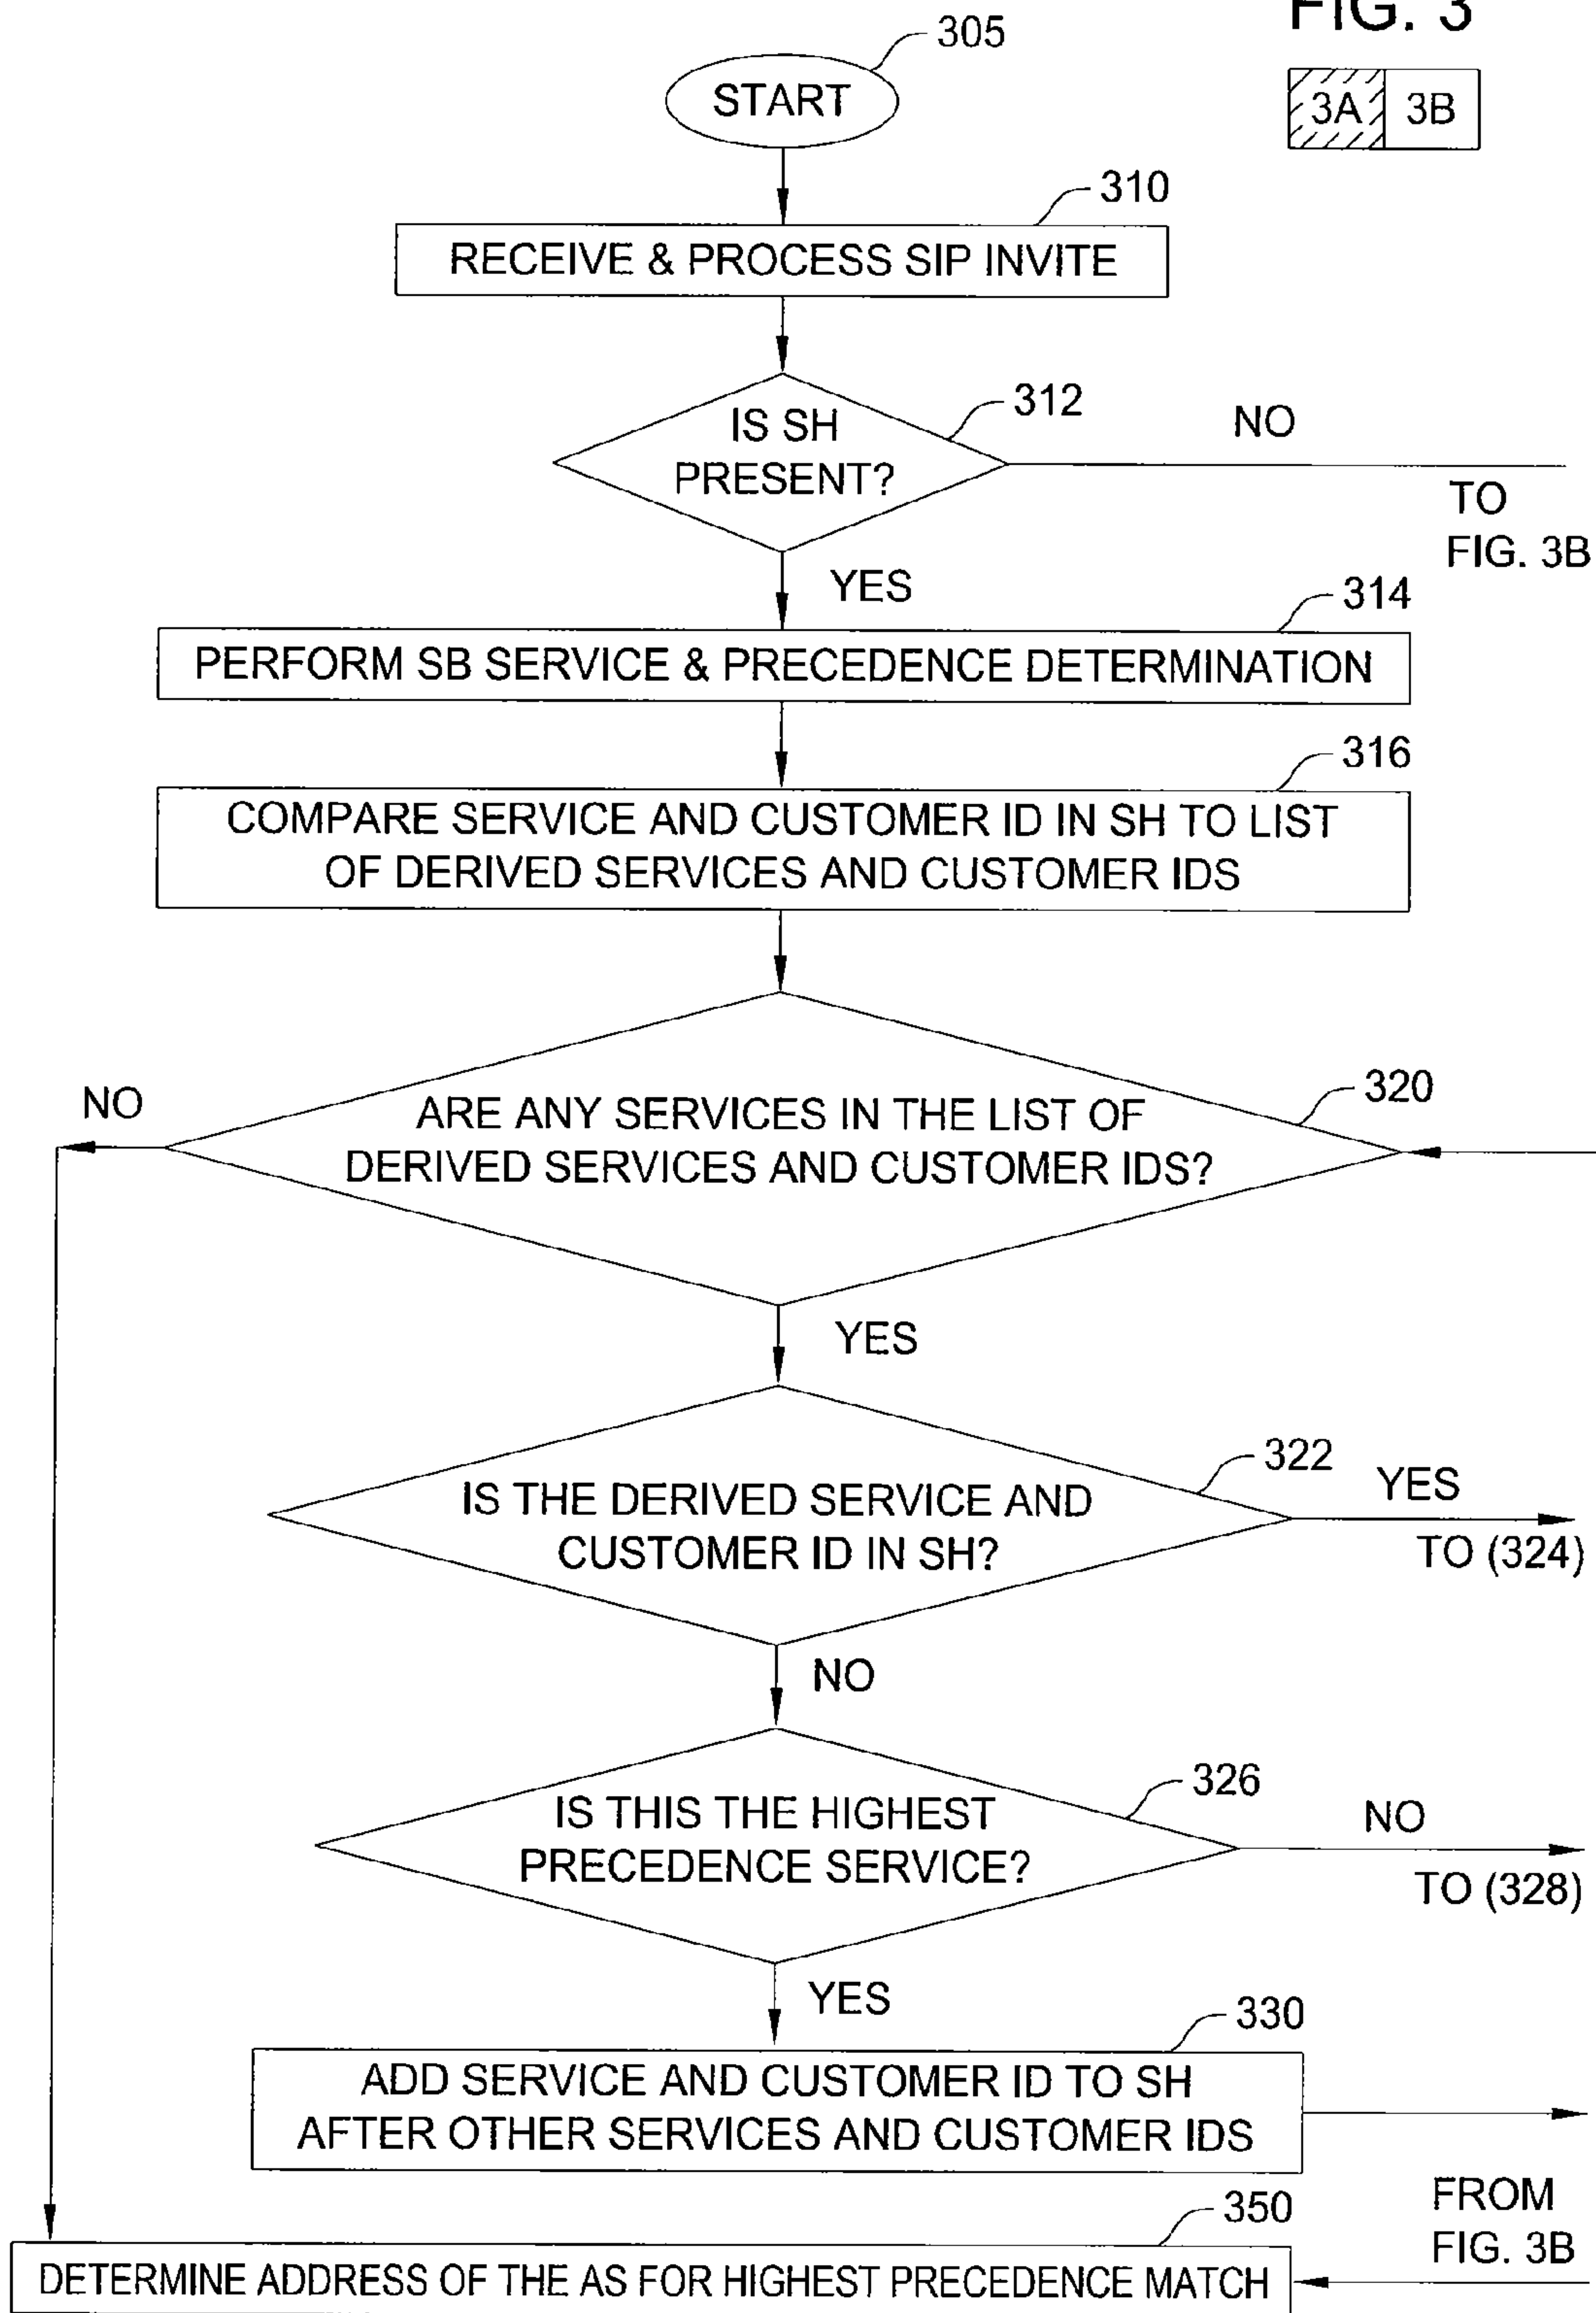 FIG. 3
3A 3B
305
START
310
RECEIVE & PROCESS SIP INVITE
312
IS SH
PRESENT?
NO
TO
FIG. 3B
YES
314
PERFORM SB SERVICE & PRECEDENCE DETERMINATION
316
COMPARE SERVICE AND CUSTOMER ID IN SH TO LIST
OF DERIVED SERVICES AND CUSTOMER IDS
NO
320
ARE ANY SERVICES IN THE LIST OF
DERIVED SERVICES AND CUSTOMER IDS?
YES
322
IS THE DERIVED SERVICE AND
CUSTOMER ID IN SH?
YES
TO (324)
NO
326
IS THIS THE HIGHEST
PRECEDENCE SERVICE?
NO
TO (328)
YES
330
ADD SERVICE AND CUSTOMER ID TO SH
AFTER OTHER SERVICES AND CUSTOMER IDS
350
FROM
FIG. 3B
DETERMINE ADDRESS OF THE AS FOR HIGHEST PRECEDENCE MATCH